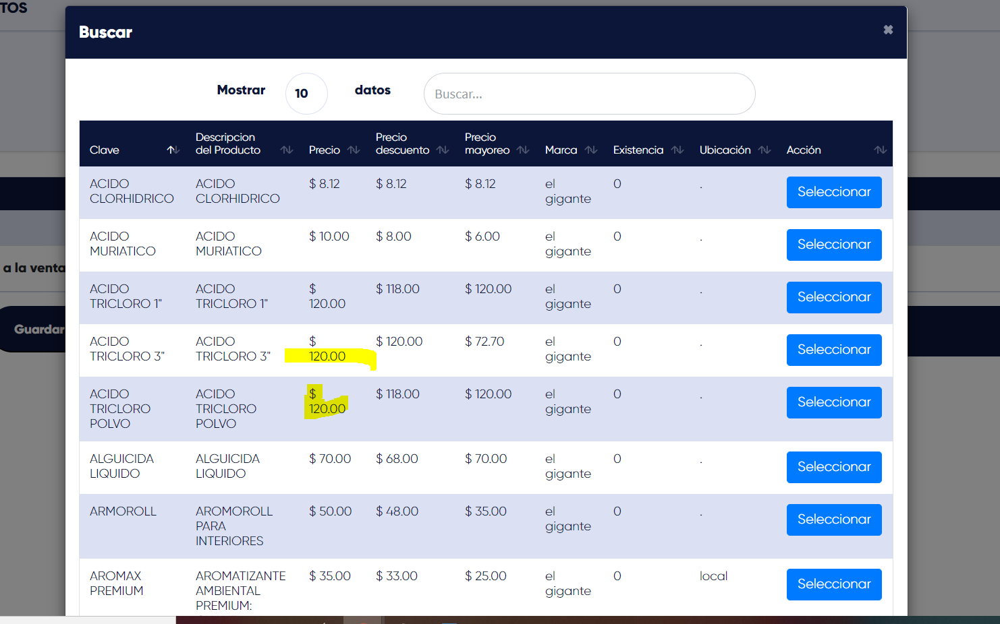 TOS
Buscar
Mostrar 10 datos Buscar...
Clave Descripcion del Producto Precio Precio descuento Precio mayoreo Marca Existencia Ubicación Acción
ACIDO CLORHIDRICO ACIDO CLORHIDRICO $ 8.12 $ 8.12 $ 8.12 el gigante 0 . Seleccionar
ACIDO MURIATICO ACIDO MURIATICO $ 10.00 $ 8.00 $ 6.00 el gigante 0 . Seleccionar
ACIDO TRICLORO 1" ACIDO TRICLORO 1" $ 120.00 $ 118.00 $ 120.00 el gigante 0 . Seleccionar
a la venta
ACIDO TRICLORO 3" ACIDO TRICLORO 3" $ 120.00 $ 120.00 $ 72.70 el gigante 0 . Seleccionar
Guardar
ACIDO TRICLORO POLVO ACIDO TRICLORO POLVO $ 120.00 $ 118.00 $ 120.00 el gigante 0 . Seleccionar
ALGUICIDA LIQUIDO ALGUICIDA LIQUIDO $ 70.00 $ 68.00 $ 70.00 el gigante 0 . Seleccionar
ARMOROLL AROMOROLL PARA INTERIORES $ 50.00 $ 48.00 $ 35.00 el gigante 0 . Seleccionar
AROMAX PREMIUM AROMATIZANTE AMBIENTAL PREMIUM: $ 35.00 $ 33.00 $ 25.00 el gigante 0 local Seleccionar